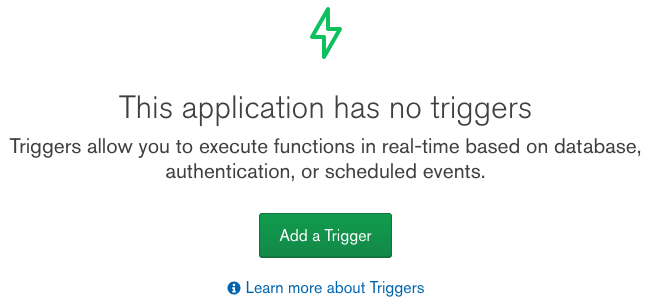 This application has no triggers
Triggers allow you to execute functions in real-time based on database,
authentication, or scheduled events.
Add a Trigger
Learn more about Triggers